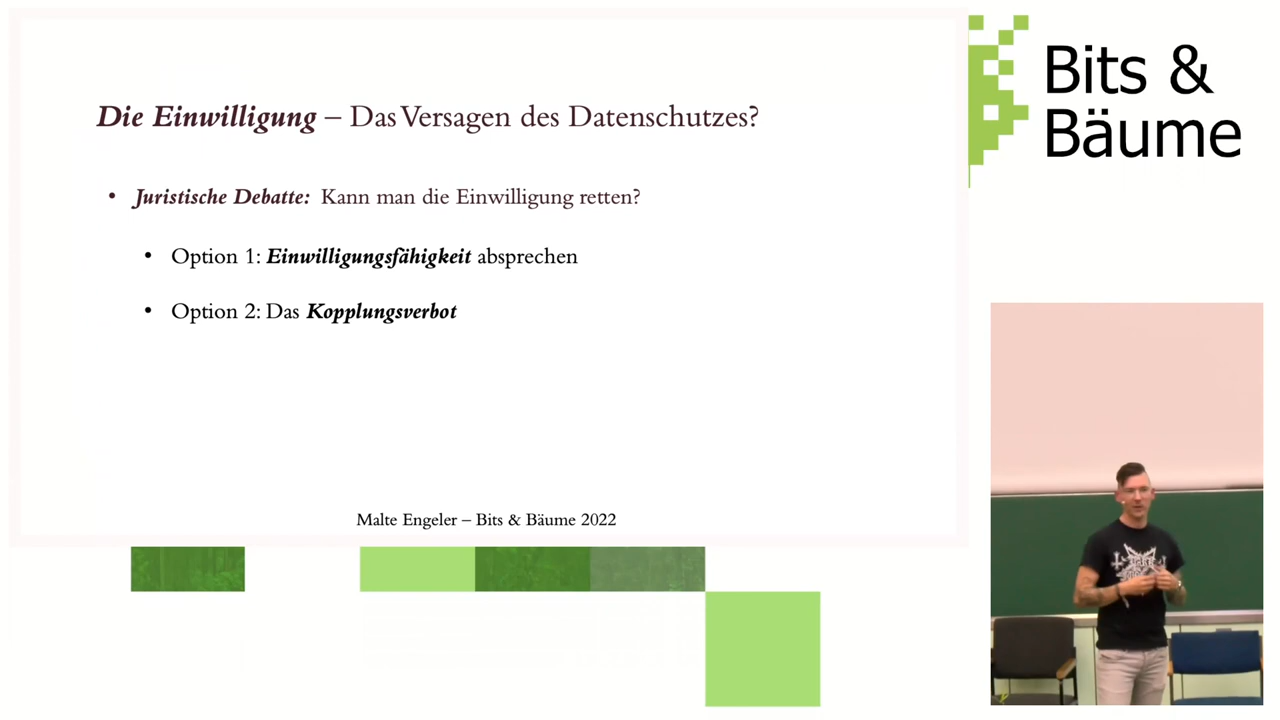 Die Einwilligung – Das Versagen des Datenschutzes?
• Juristische Debatte: Kann man die Einwilligung retten?
• Option 1: Einwilligungsfähigkeit absprechen
• Option 2: Das Kopplungsverbot
Malte Engeler – Bits & Bäume 2022
Bits &
Bäume